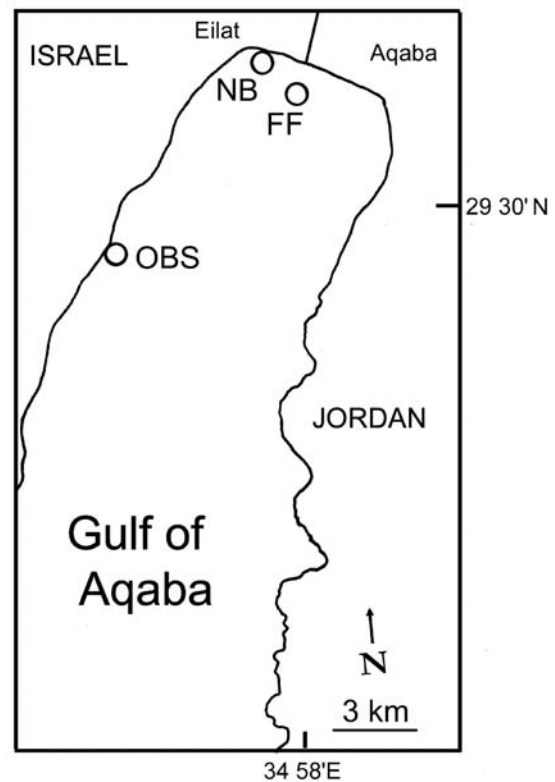 Eilat
ISRAEL
Aqaba
NB
FF
29 30' N
OBS
JORDAN
Gulf of
Aqaba
N
3 km
34 58'E